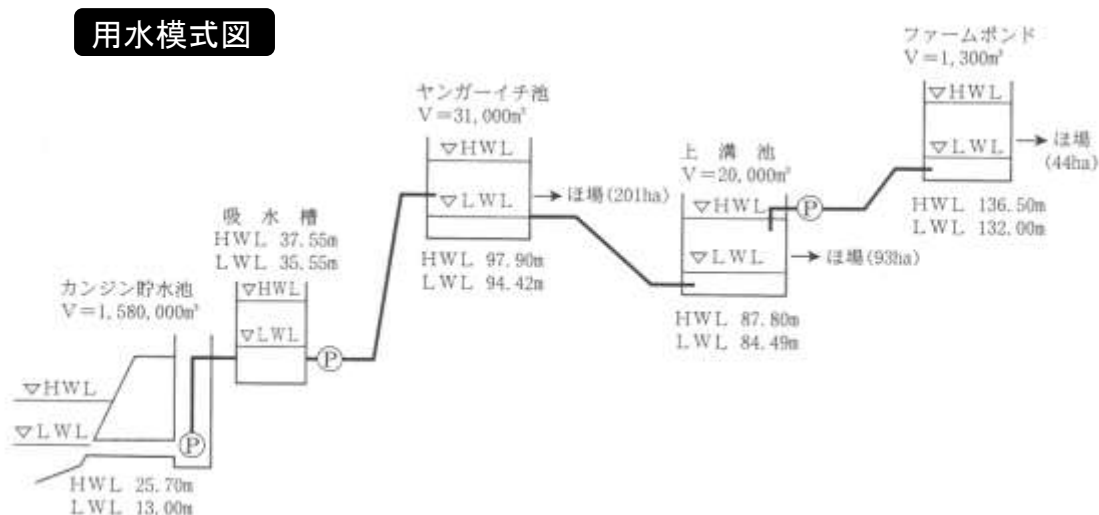 用水模式図
ファームポンド
V=1,300m³
▽HWL
▽LWL
→ ほ場
(44ha)
HWL 136.50m
LWL 132.00m
ヤンガーイチ池
V=31,000m³
▽HWL
▽LWL
→ ほ場(201ha)
HWL 97.90m
LWL 94.42m
上 溝 池
V=20,000m³
▽HWL
▽LWL
→ ほ場(93ha)
HWL 87.80m
LWL 84.49m
P
吸 水 槽
HWL 37.55m
LWL 35.55m
▽HWL
▽LWL
P
カンジン貯水池
V=1,580,000m³
▽HWL
▽LWL
P
HWL 25.70m
LWL 13.00m